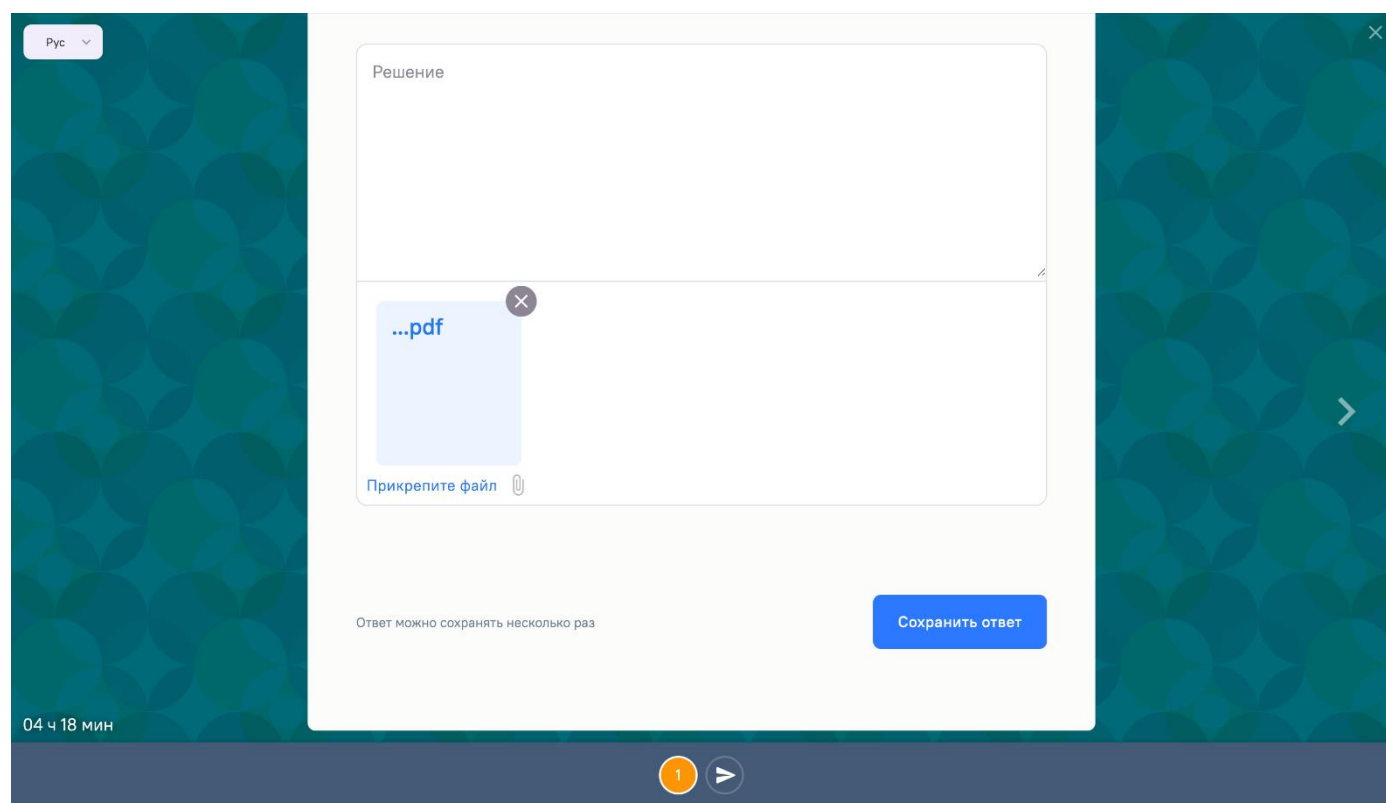 Рус
Решение
...pdf
Прикрепите файл
Ответ можно сохранять несколько раз
Сохранить ответ
04 ч 18 мин
1